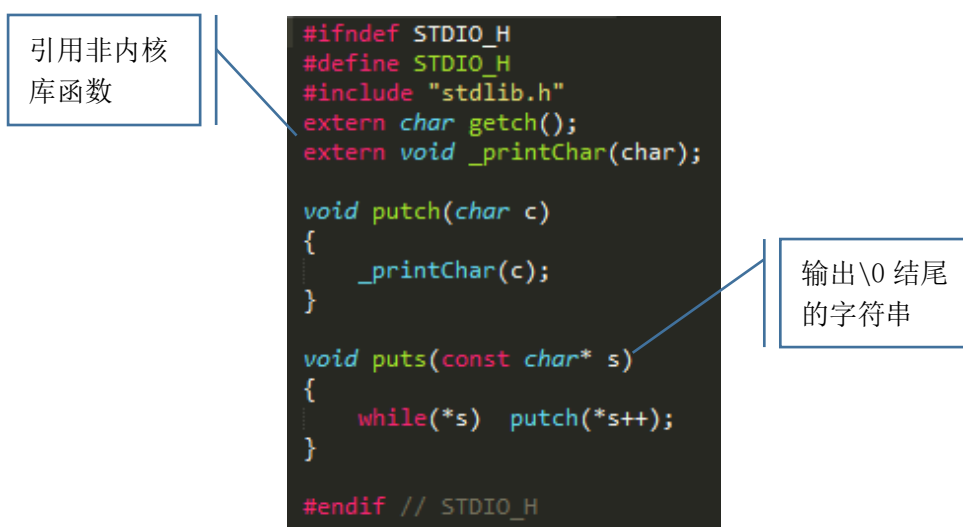 引用非内核
库函数
#ifndef STDIO_H
#define STDIO_H
#include "stdlib.h"
extern char getch();
extern void _printChar(char);
void putch(char c)
{
_printChar(c);
}
void puts(const char* s)
{
while(*s)  putch(*s++);
}
#endif // STDIO_H
输出\0 结尾
的字符串